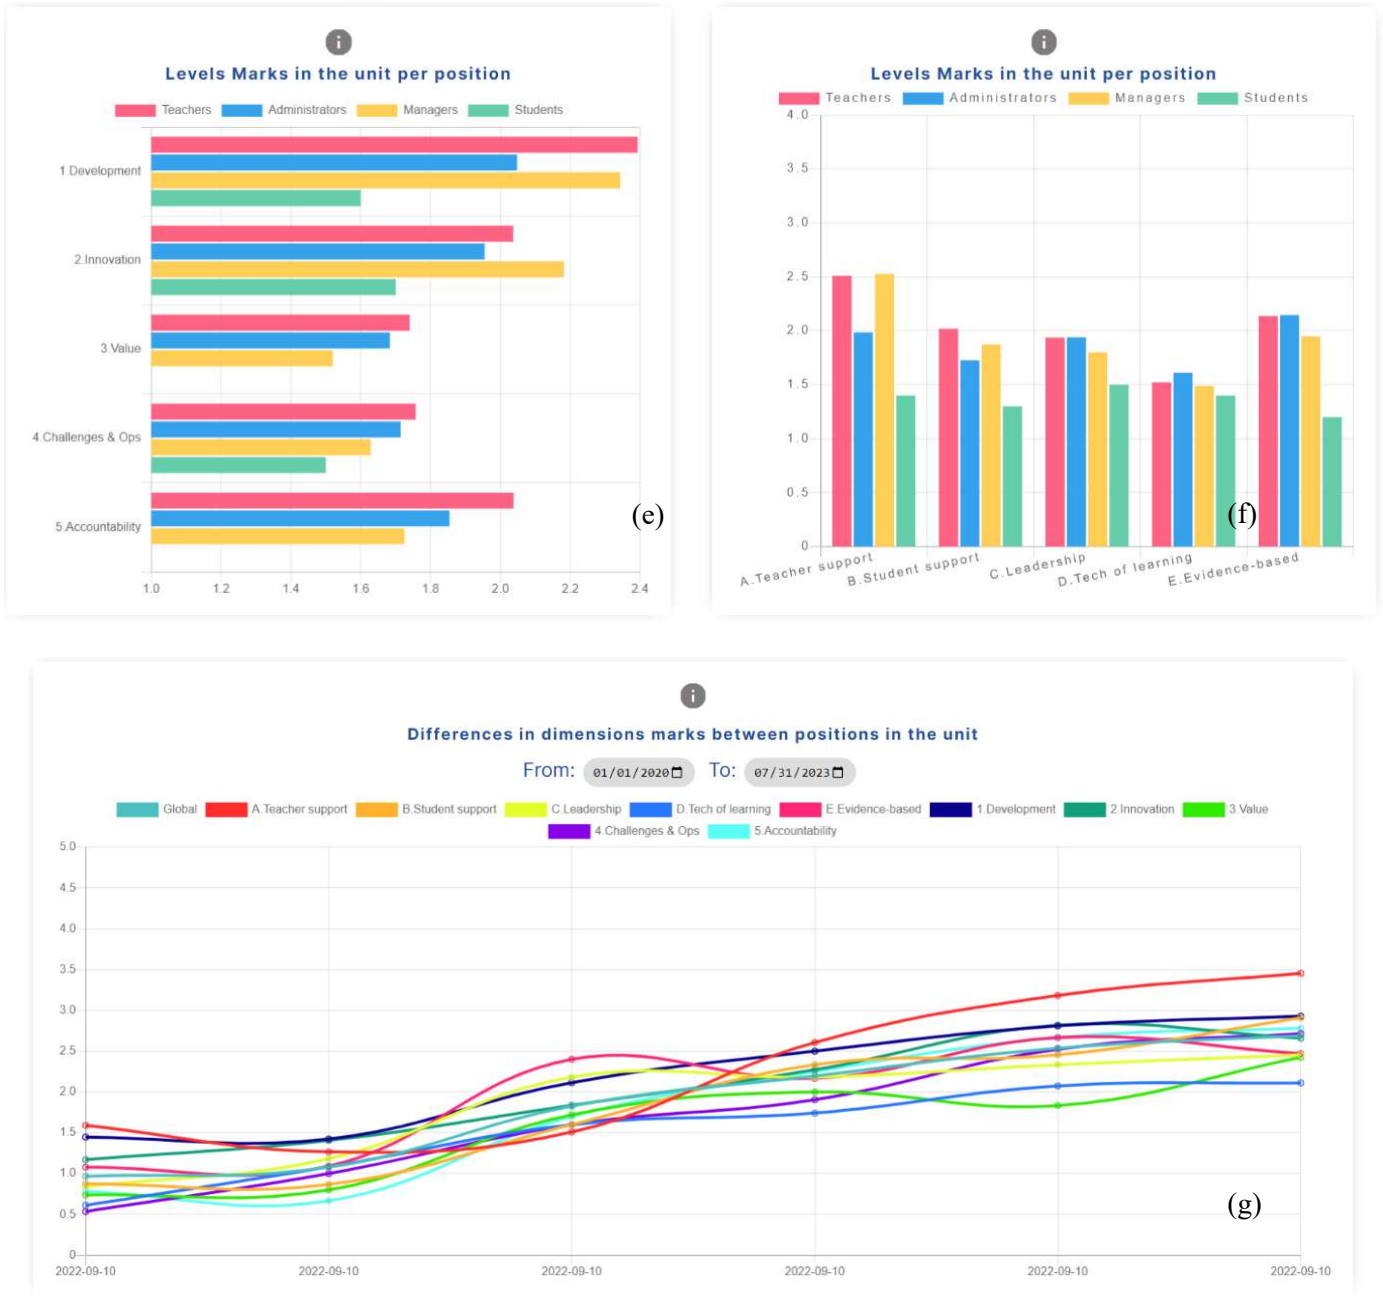 Levels Marks in the unit per position
Teachers Administrators Managers Students
1.Development
2.Innovation
3.Value
4.Challenges & Ops
5.Accountability
1.0 1.2 1.4 1.6 1.8 2.0 2.2 2.4
(e)
Levels Marks in the unit per position
Teachers Administrators Managers Students
4.0
3.5
3.0
2.5
2.0
1.5
1.0
0.5
0
A.Teacher support B.Student support C.Leadership D.Tech of learning E.Evidence-based
(f)
Differences in dimensions marks between positions in the unit
From: 01/01/2020 To: 07/31/2023
Global A.Teacher support B.Student support C.Leadership D.Tech of learning E.Evidence-based 1.Development 2.Innovation 3.Value
4.Challenges & Ops 5.Accountability
5.0
4.5
4.0
3.5
3.0
2.5
2.0
1.5
1.0
0.5
0
2022-09-10 2022-09-10 2022-09-10 2022-09-10 2022-09-10 2022-09-10
(g)